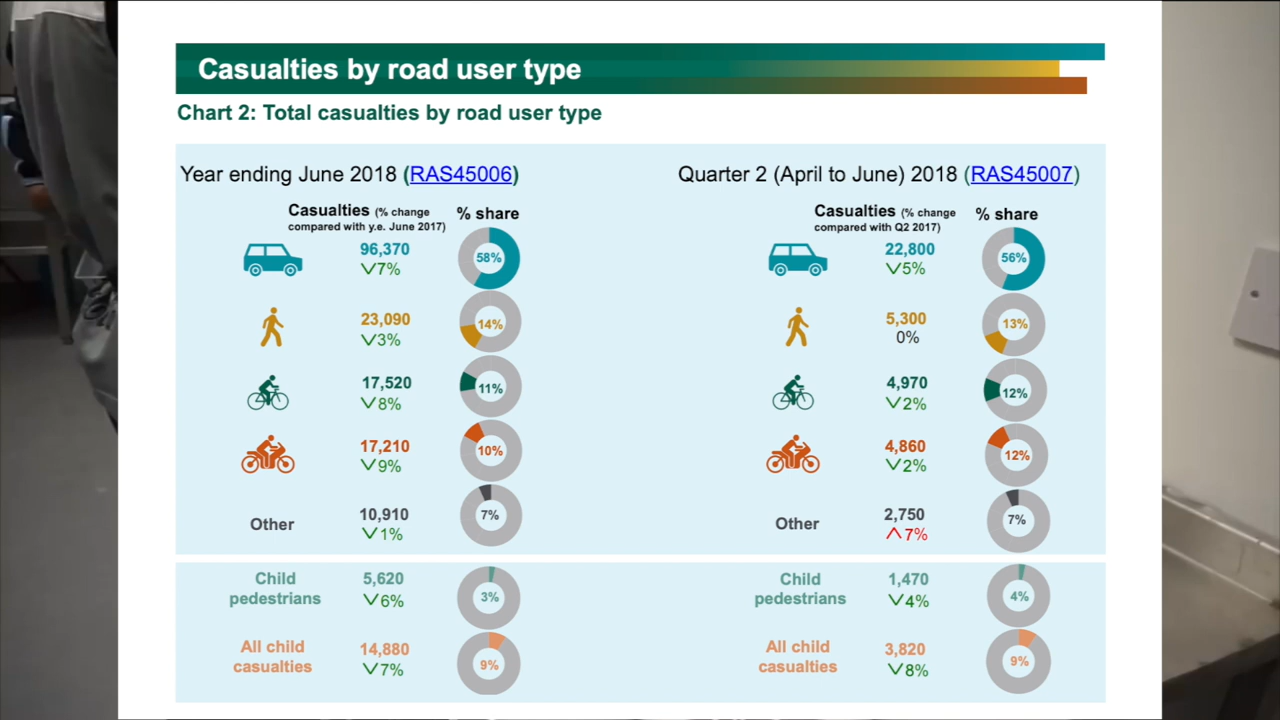 Casualties by road user type
Chart 2: Total casualties by road user type
Year ending June 2018 (RAS45006)
Casualties (% change
compared with y.e. June 2017)
% share
96,370
7%
58%
23,090
3%
14%
17,520
8%
11%
17,210
9%
10%
Other
10,910
1%
7%
Child
pedestrians
5,620
6%
3%
All child
casualties
14,880
7%
9%
Quarter 2 (April to June) 2018 (RAS45007)
Casualties (% change
compared with Q2 2017)
% share
22,800
5%
56%
5,300
0%
13%
4,970
2%
12%
4,860
2%
12%
Other
2,750
7%
7%
Child
pedestrians
1,470
4%
4%
All child
casualties
3,820
8%
9%